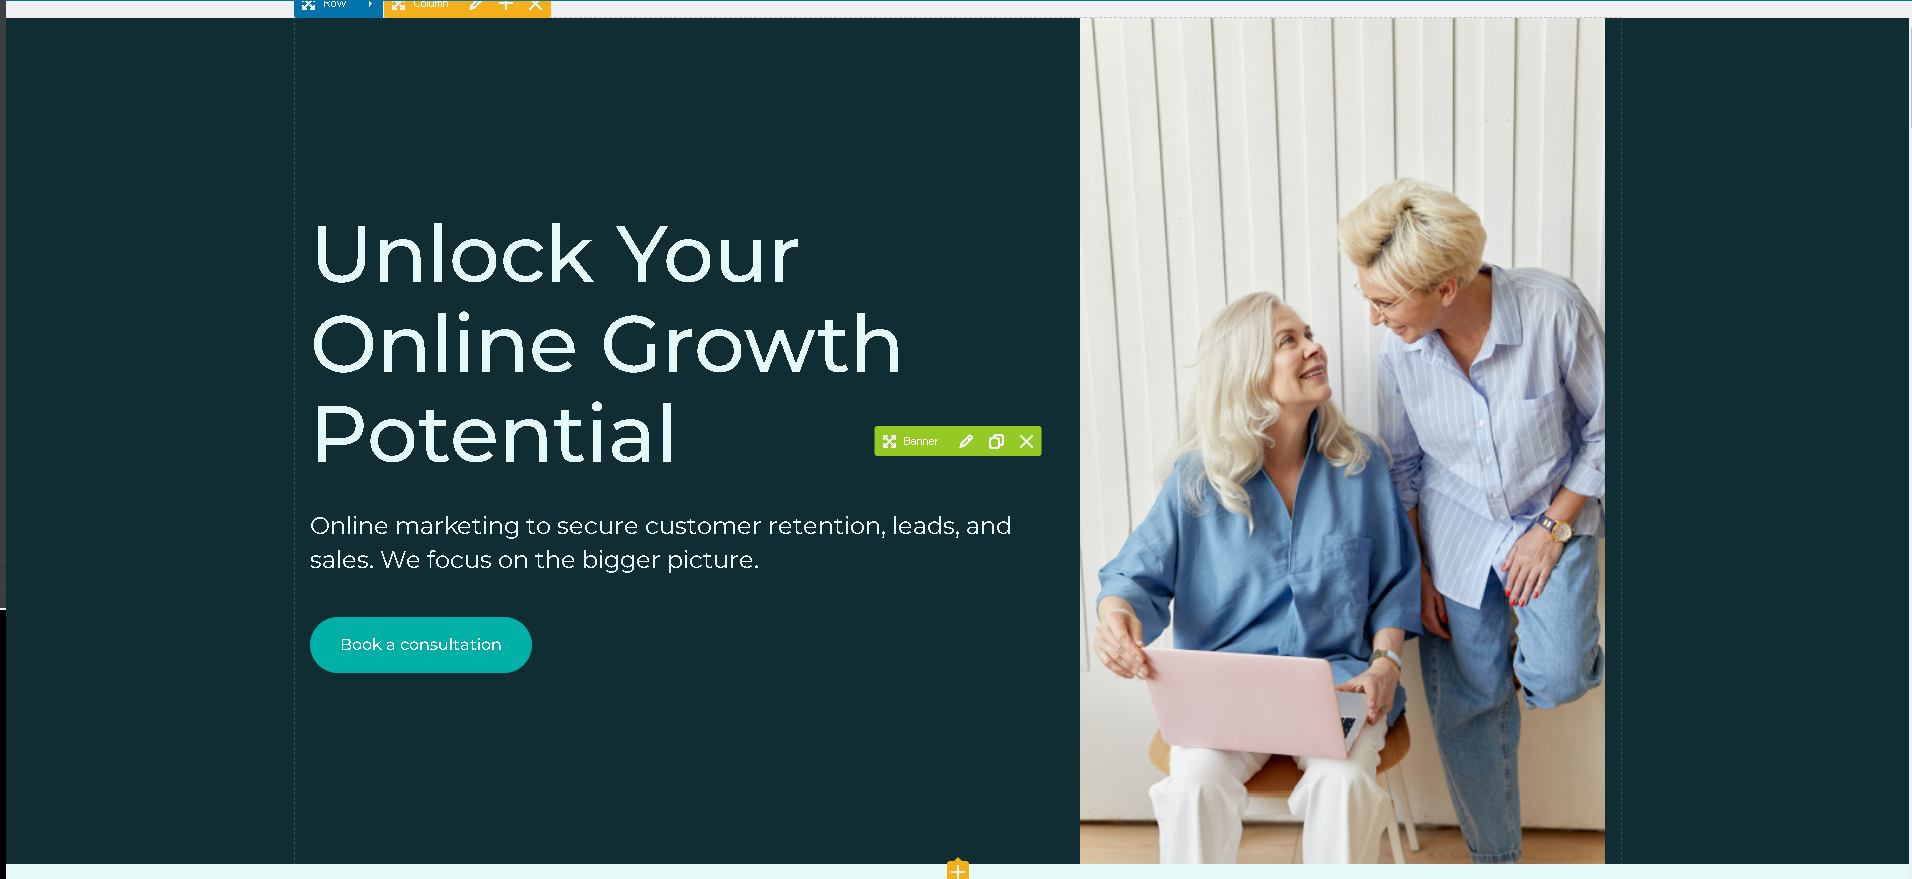 Row
Column
Unlock Your
Online Growth
Potential
Banner
Online marketing to secure customer retention, leads, and
sales. We focus on the bigger picture.
Book a consultation